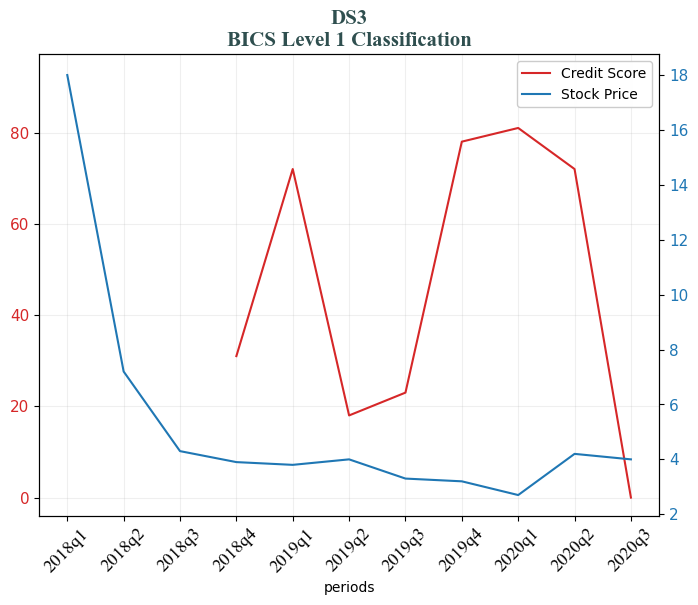 DS3
BICS Level 1 Classification
Credit Score
Stock Price
80
60
40
20
0
18
16
14
12
10
8
6
4
2
2018q1
2018q2
2018q3
2018q4
2019q1
2019q2
2019q3
2019q4
2020q1
2020q2
2020q3
periods